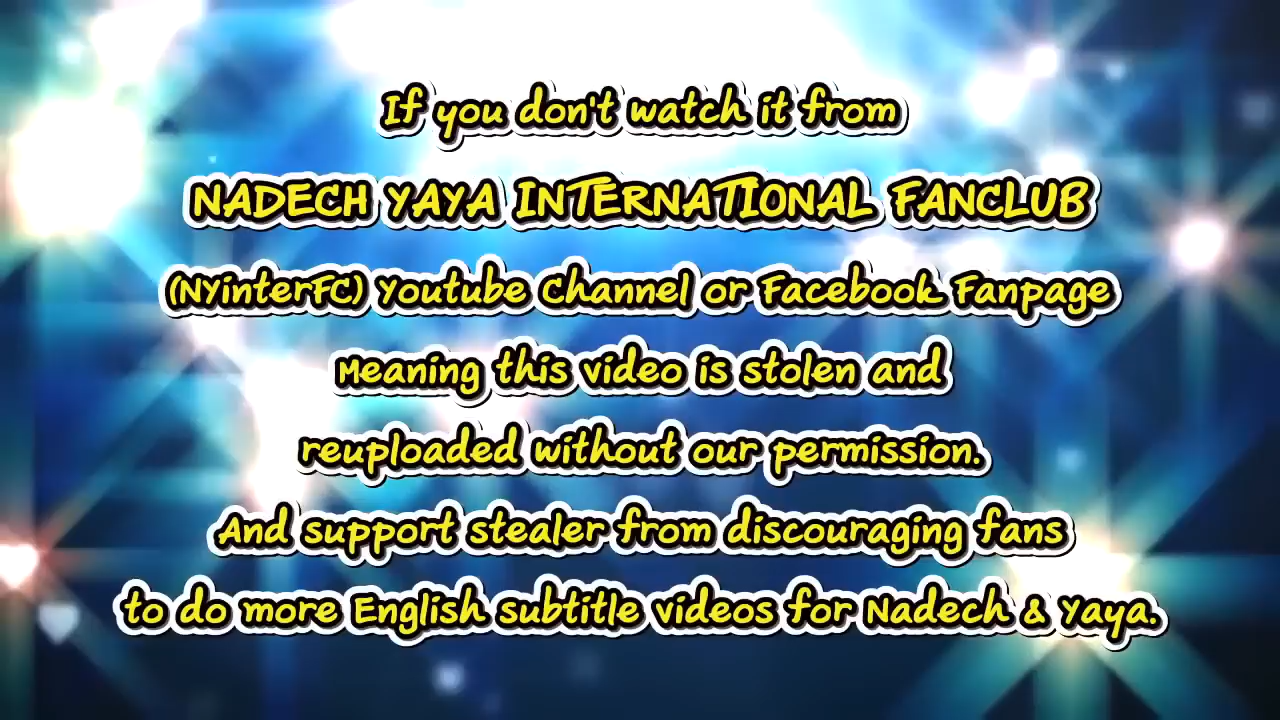 If you don't watch it from
NADECH YAYA INTERNATIONAL FANCLUB
(NYinterFC) Youtube Channel or Facebook Fanpage
Meaning this video is stolen and
reuploaded without our permission.
And support stealer from discouraging fans
to do more English subtitle videos for Nadech & Yaya.